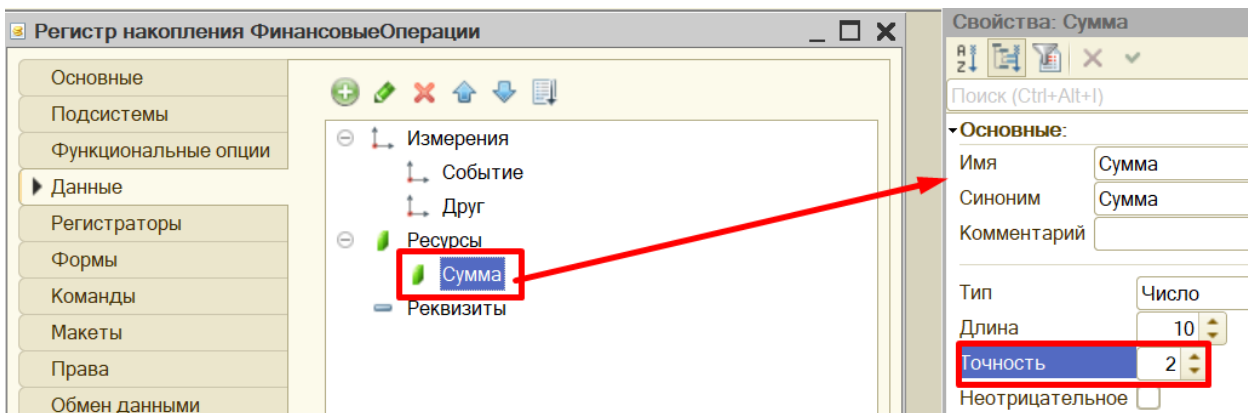 Регистр накопления ФинансовыеОперации
Основные
Подсистемы
Функциональные опции
Данные
Регистраторы
Формы
Команды
Макеты
Права
Обмен данными
Измерения
Событие
Друг
Ресурсы
Сумма
Реквизиты
Свойства: Сумма
Поиск (Ctrl+Alt+I)
Основные:
Имя Сумма
Синоним Сумма
Комментарий
Тип Число
Длина 10
Точность 2
Неотрицательное